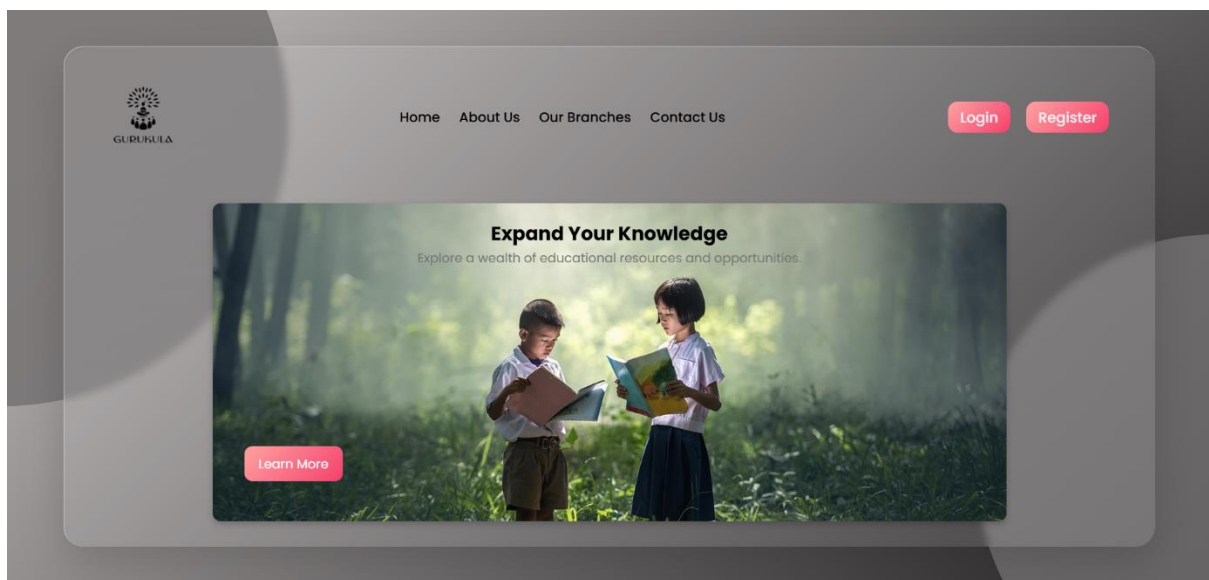 GURUKULA
Home About Us Our Branches Contact Us
Login Register
Expand Your Knowledge
Explore a wealth of educational resources and opportunities.
Learn More